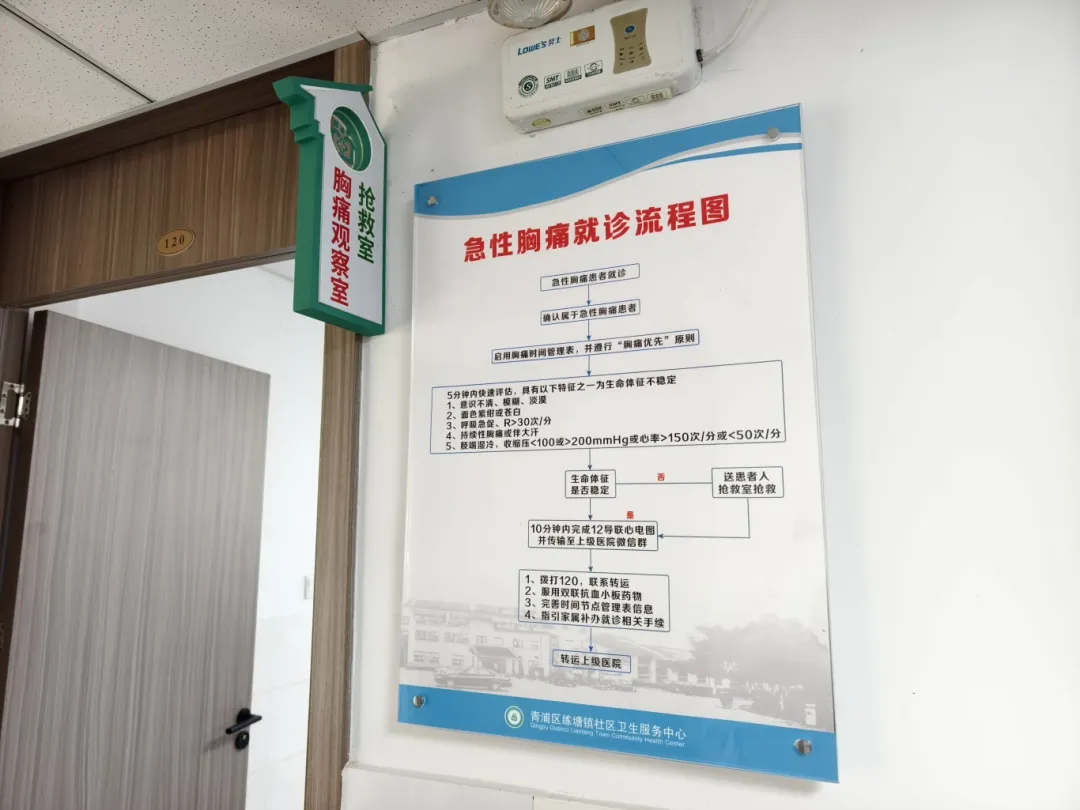 LOWE'S 劳士
SMT
抢救室
胸痛观察室
120
急性胸痛就诊流程图
急性胸痛患者就诊
确认属于急性胸痛患者
启用胸痛时间管理表，并遵行“胸痛优先”原则
5分钟内快速评估，具有以下特征之一为生命体征不稳定
1、意识不清、模糊、淡漠
2、面色紫绀或苍白
3、呼吸急促、R>30次/分
4、持续性胸痛或伴大汗
5、肢端湿冷，收缩压<100或>200mmHg或心率>150次/分或<50次/分
生命体征
是否稳定
否
送患者入
抢救室抢救
是
10分钟内完成12导联心电图
并传输至上级医院微信群
1、拨打120，联系转运
2、服用双联抗血小板药物
3、完善时间节点管理表信息
4、指引家属补办就诊相关手续
转运上级医院
青浦区练塘镇社区卫生服务中心
Qingpu District Liantang Town Community Health Center